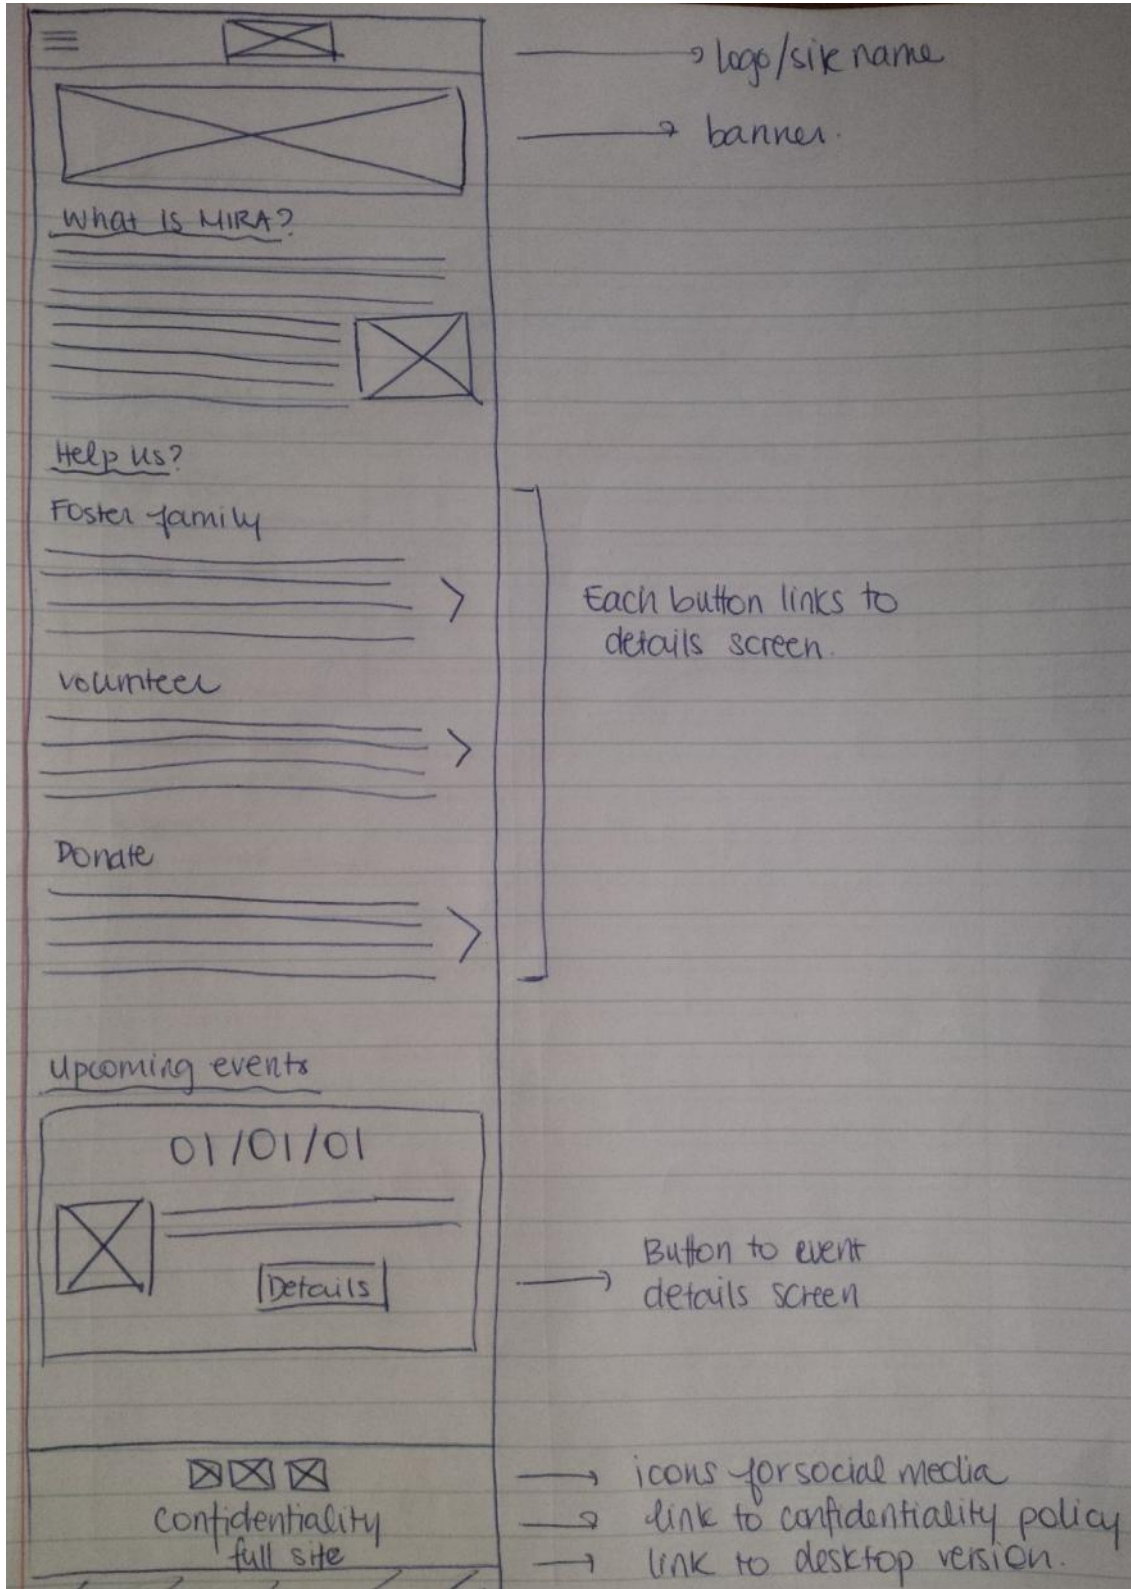 logo/site name
banner.
What is MIRA?
Help us?
Foster family
Each button links to
details screen.
volunteer
Donate
upcoming events
01/01/01
Button to event
Details
details screen
icons for social media
confidentiality
link to confidentiality policy
full site
link to desktop version.